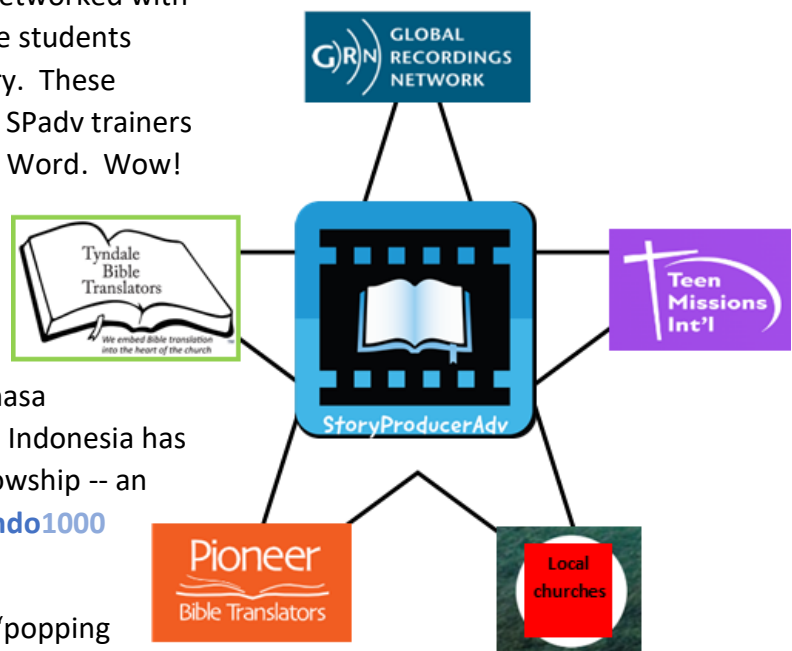 etworked with
e students
ry. These
SPadv trainers
Word. Wow!
GRN
GLOBAL
RECORDINGS
NETWORK
Tyndale
Bible
Translators
We embed Bible translation
into the heart of the church
Teen
Missions
Int'l
StoryProducerAdv
nasa
Indonesia has
owship -- an
ndo1000
Pioneer
Bible Translators
Local
churches
/popping